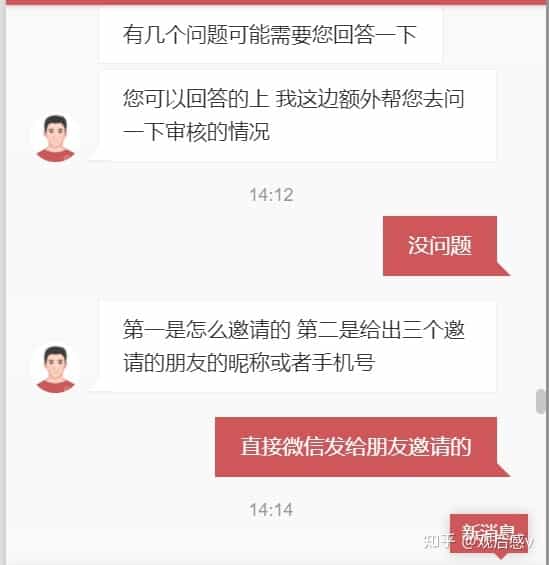 有几个问题可能需要您回答一下
您可以回答的上 我这边额外帮您去问
一下审核的情况
14:12
没问题
第一是怎么邀请的 第二是给出三个邀
请的朋友的昵称或者手机号
直接微信发给朋友邀请的
14:14
新消息
知乎 @观后感v